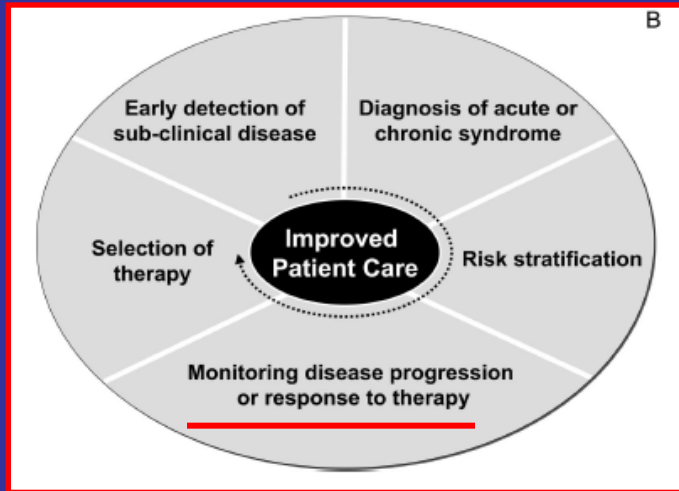 B
Early detection of
sub-clinical disease
Diagnosis of acute or
chronic syndrome
Selection of
therapy
Improved
Patient Care
Risk stratification
Monitoring disease progression
or response to therapy